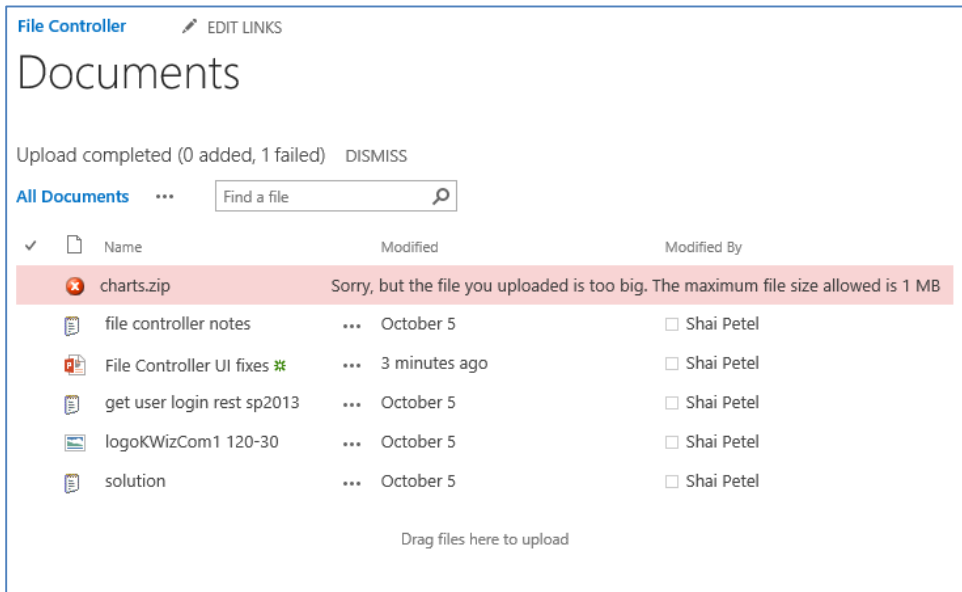 File Controller EDIT LINKS
Documents
Upload completed (0 added, 1 failed) DISMISS
All Documents ••• Find a file
Name Modified Modified By
charts.zip Sorry, but the file you uploaded is too big. The maximum file size allowed is 1 MB
file controller notes ••• October 5 Shai Petel
File Controller UI fixes ••• 3 minutes ago Shai Petel
get user login rest sp2013 ••• October 5 Shai Petel
logoKWizCom1 120-30 ••• October 5 Shai Petel
solution ••• October 5 Shai Petel
Drag files here to upload